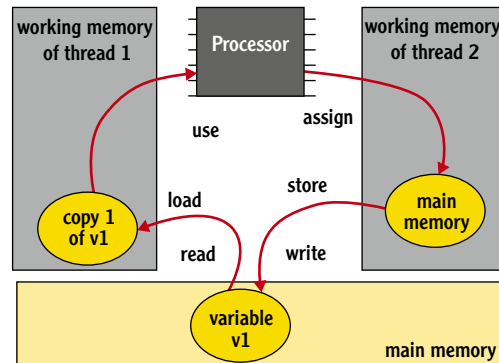 working memory
of thread 1
Processor
working memory
of thread 2
use
assign
load
store
copy 1
of v1
main
memory
read
write
variable
v1
main memory